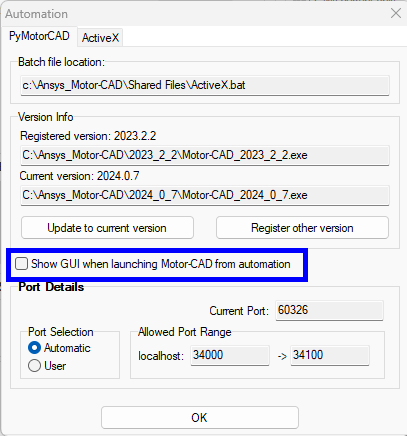 Automation
PyMotorCAD ActiveX
Batch file location:
c:\Ansys_Motor-CAD\Shared Files\ActiveX.bat
Version Info
Registered version: 2023.2.2
C:\Ansys_Motor-CAD\2023_2_2\Motor-CAD_2023_2_2.exe
Current version: 2024.0.7
C:\Ansys_Motor-CAD\2024_0_7\Motor-CAD_2024_0_7.exe
Update to current version Register other version
Show GUI when launching Motor-CAD from automation
Port Details
Current Port: 60326
Port Selection Allowed Port Range
Automatic
localhost: 34000 -> 34100
User
OK